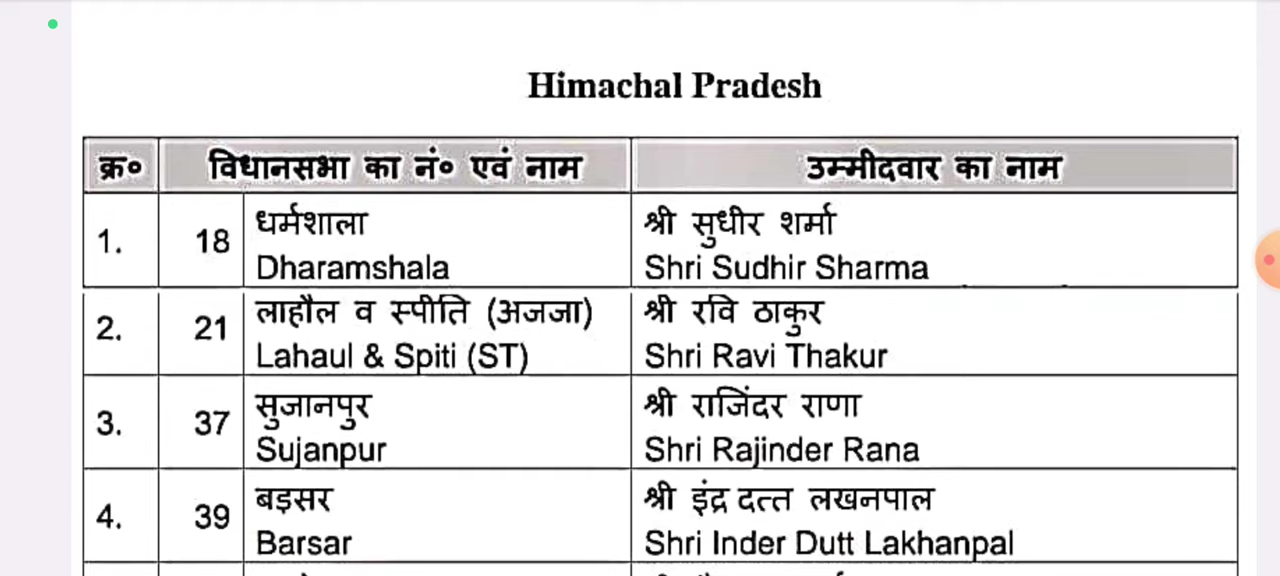 Himachal Pradesh
क्र० विधानसभा का नं० एवं नाम उम्मीदवार का नाम
1. 18 धर्मशाला श्री सुधीर शर्मा
Dharamshala Shri Sudhir Sharma
2. 21 लाहौल व स्पीति (अजजा) श्री रवि ठाकुर
Lahaul & Spiti (ST) Shri Ravi Thakur
3. 37 सुजानपुर श्री राजिंदर राणा
Sujanpur Shri Rajinder Rana
4. 39 बड़सर श्री इंद्र दत्त लखनपाल
Barsar Shri Inder Dutt Lakhanpal